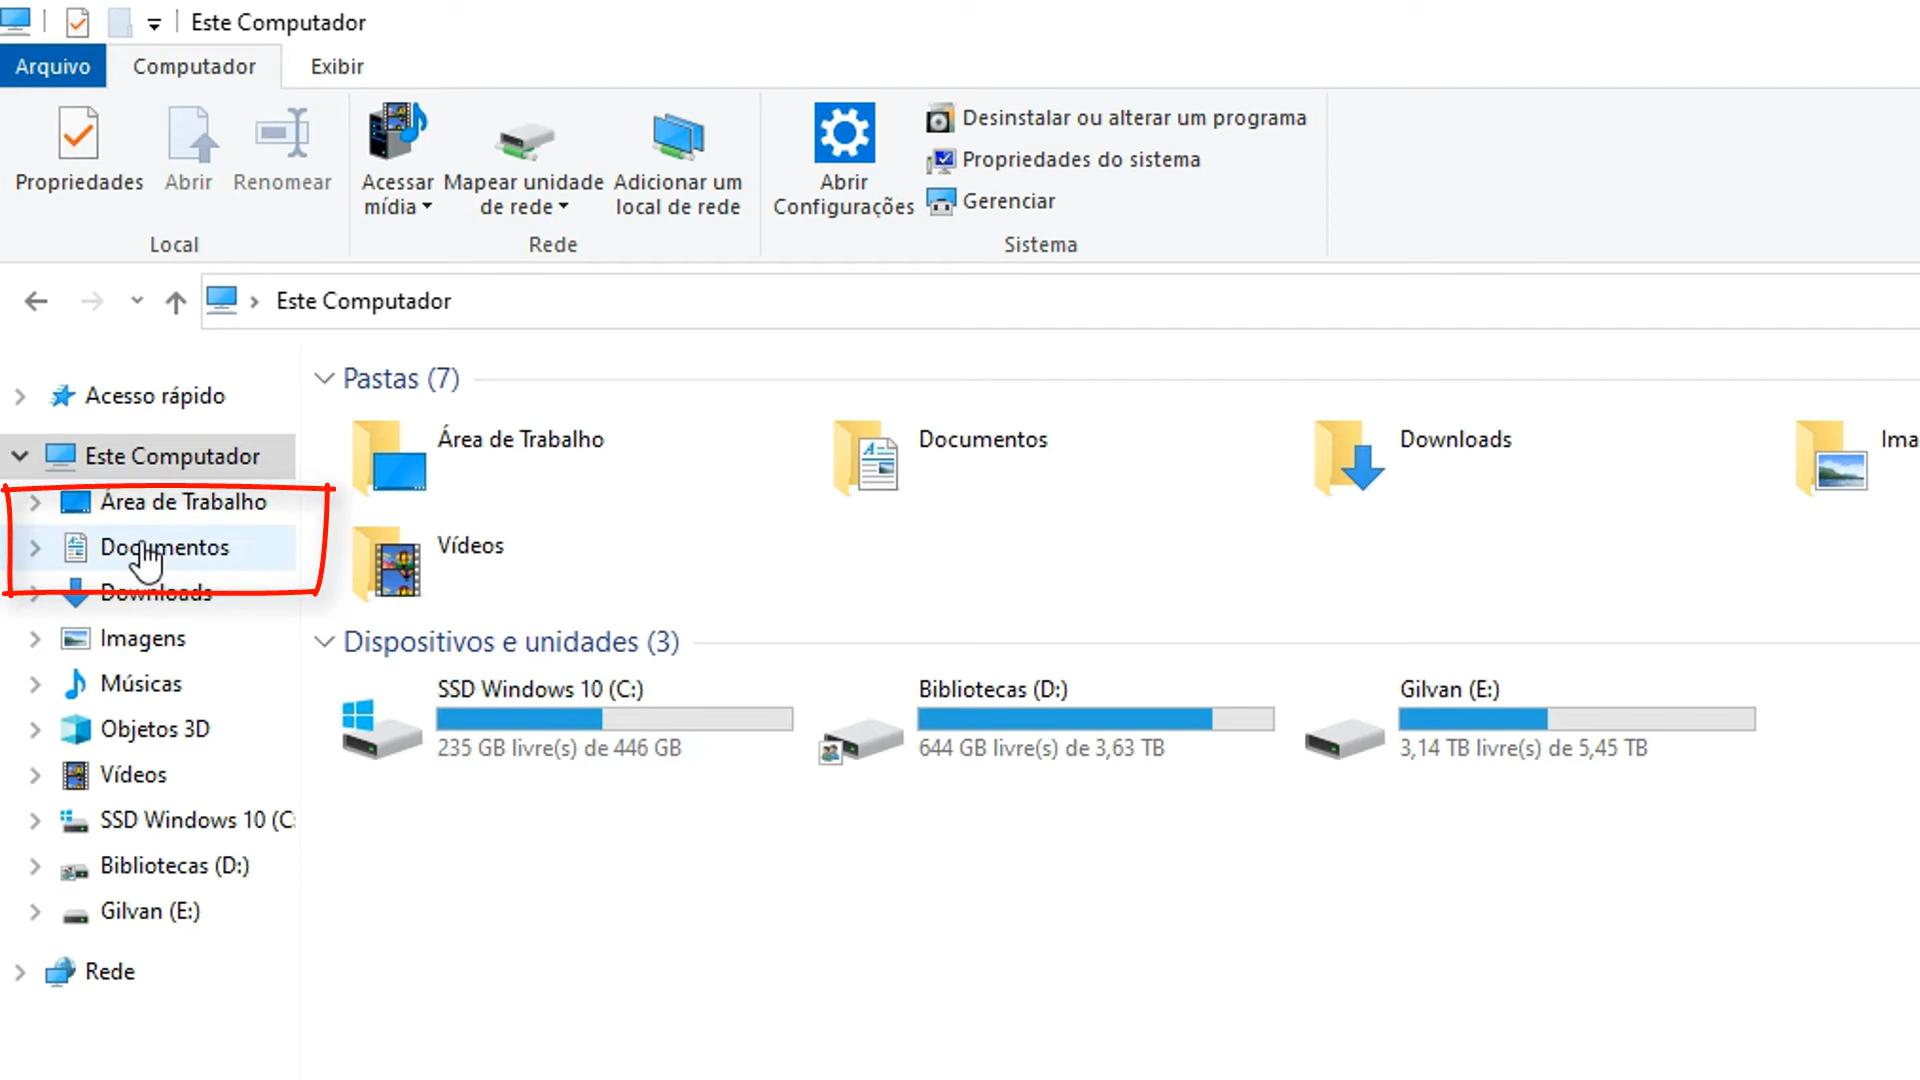 Este Computador
Arquivo
Computador
Exibir
Propriedades
Abrir
Renomear
Acessar
mídia
Mapear unidade
de rede
Adicionar um
local de rede
Abrir
Configurações
Desinstalar ou alterar um programa
Propriedades do sistema
Gerenciar
Local
Rede
Sistema
Este Computador
Acesso rápido
Este Computador
Área de Trabalho
Documentos
Downloads
Imagens
Músicas
Objetos 3D
Vídeos
SSD Windows 10 (C:
Bibliotecas (D:)
Gilvan (E:)
Rede
Pastas (7)
Área de Trabalho
Documentos
Downloads
Ima
Vídeos
Dispositivos e unidades (3)
SSD Windows 10 (C:)
235 GB livre(s) de 446 GB
Bibliotecas (D:)
644 GB livre(s) de 3,63 TB
Gilvan (E:)
3,14 TB livre(s) de 5,45 TB